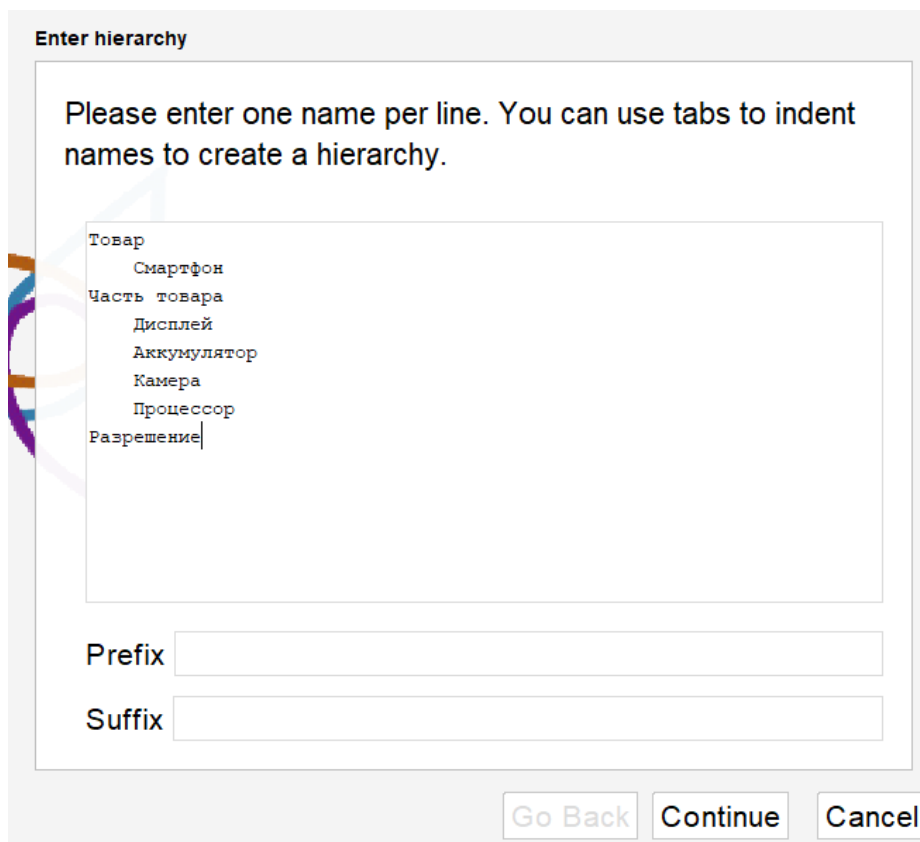 Enter hierarchy
Please enter one name per line. You can use tabs to indent
names to create a hierarchy.
Товар
Смартфон
Часть товара
Дисплей
Аккумулятор
Камера
Процессор
Разрешение
Prefix
Suffix
Go Back Continue Cancel